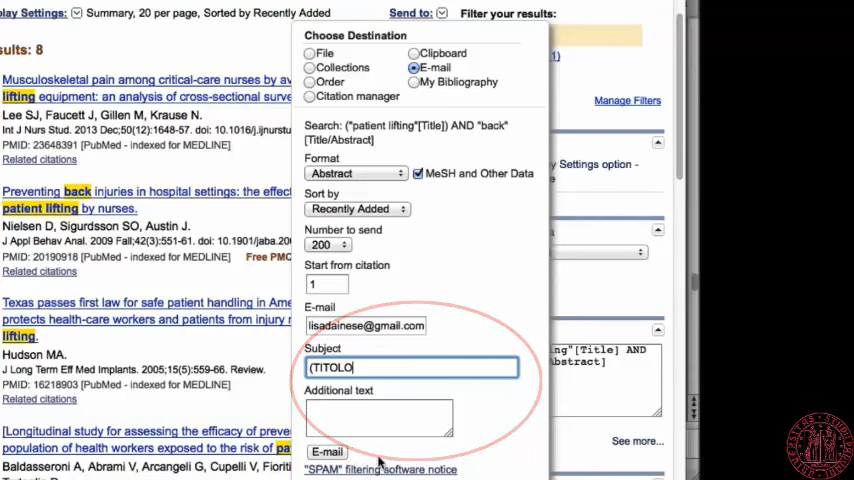 play Settings: Summary, 20 per page, Sorted by Recently Added
Send to:
Filter your results:
sults: 8
Musculoskeletal pain among critical-care nurses by av
lifting equipment: an analysis of cross-sectional surve
Lee SJ, Faucett J, Gillen M, Krause N.
Int J Nurs Stud. 2013 Dec;50(12):1648-57. doi: 10.1016/j.ijnurstu
PMID: 23648391 [PubMed - indexed for MEDLINE]
Related citations
Preventing back injuries in hospital settings: the effec
patient lifting by nurses.
Nielsen D, Sigurdsson SO, Austin J.
J Appl Behav Anal. 2009 Fall;42(3):551-61. doi: 10.1901/jaba.200
PMID: 20190918 [PubMed - indexed for MEDLINE] Free PMC
Related citations
Texas passes first law for safe patient handling in Ame
protects health-care workers and patients from injury r
lifting.
Hudson MA.
J Long Term Eff Med Implants. 2005;15(5):559-66. Review.
PMID: 16218903 [PubMed - indexed for MEDLINE]
Related citations
[Longitudinal study for assessing the efficacy of preve
population of health workers exposed to the risk of pa
Baldasseroni A, Abrami V, Arcangeli G, Cupelli V, Fioriti
Choose Destination
File
Clipboard
Collections
E-mail
Order
My Bibliography
Citation manager
Search: ("patient lifting"[Title]) AND "back"
[Title/Abstract]
Format
Abstract
MeSH and Other Data
Sort by
Recently Added
Number to send
200
Start from citation
1
E-mail
lisadainese@gmail.com
Subject
(TITOLO
Additional text
E-mail
"SPAM" filtering software notice
1)
Manage Filters
y Settings option -
ng"[Title] AND
bstract]
See more...